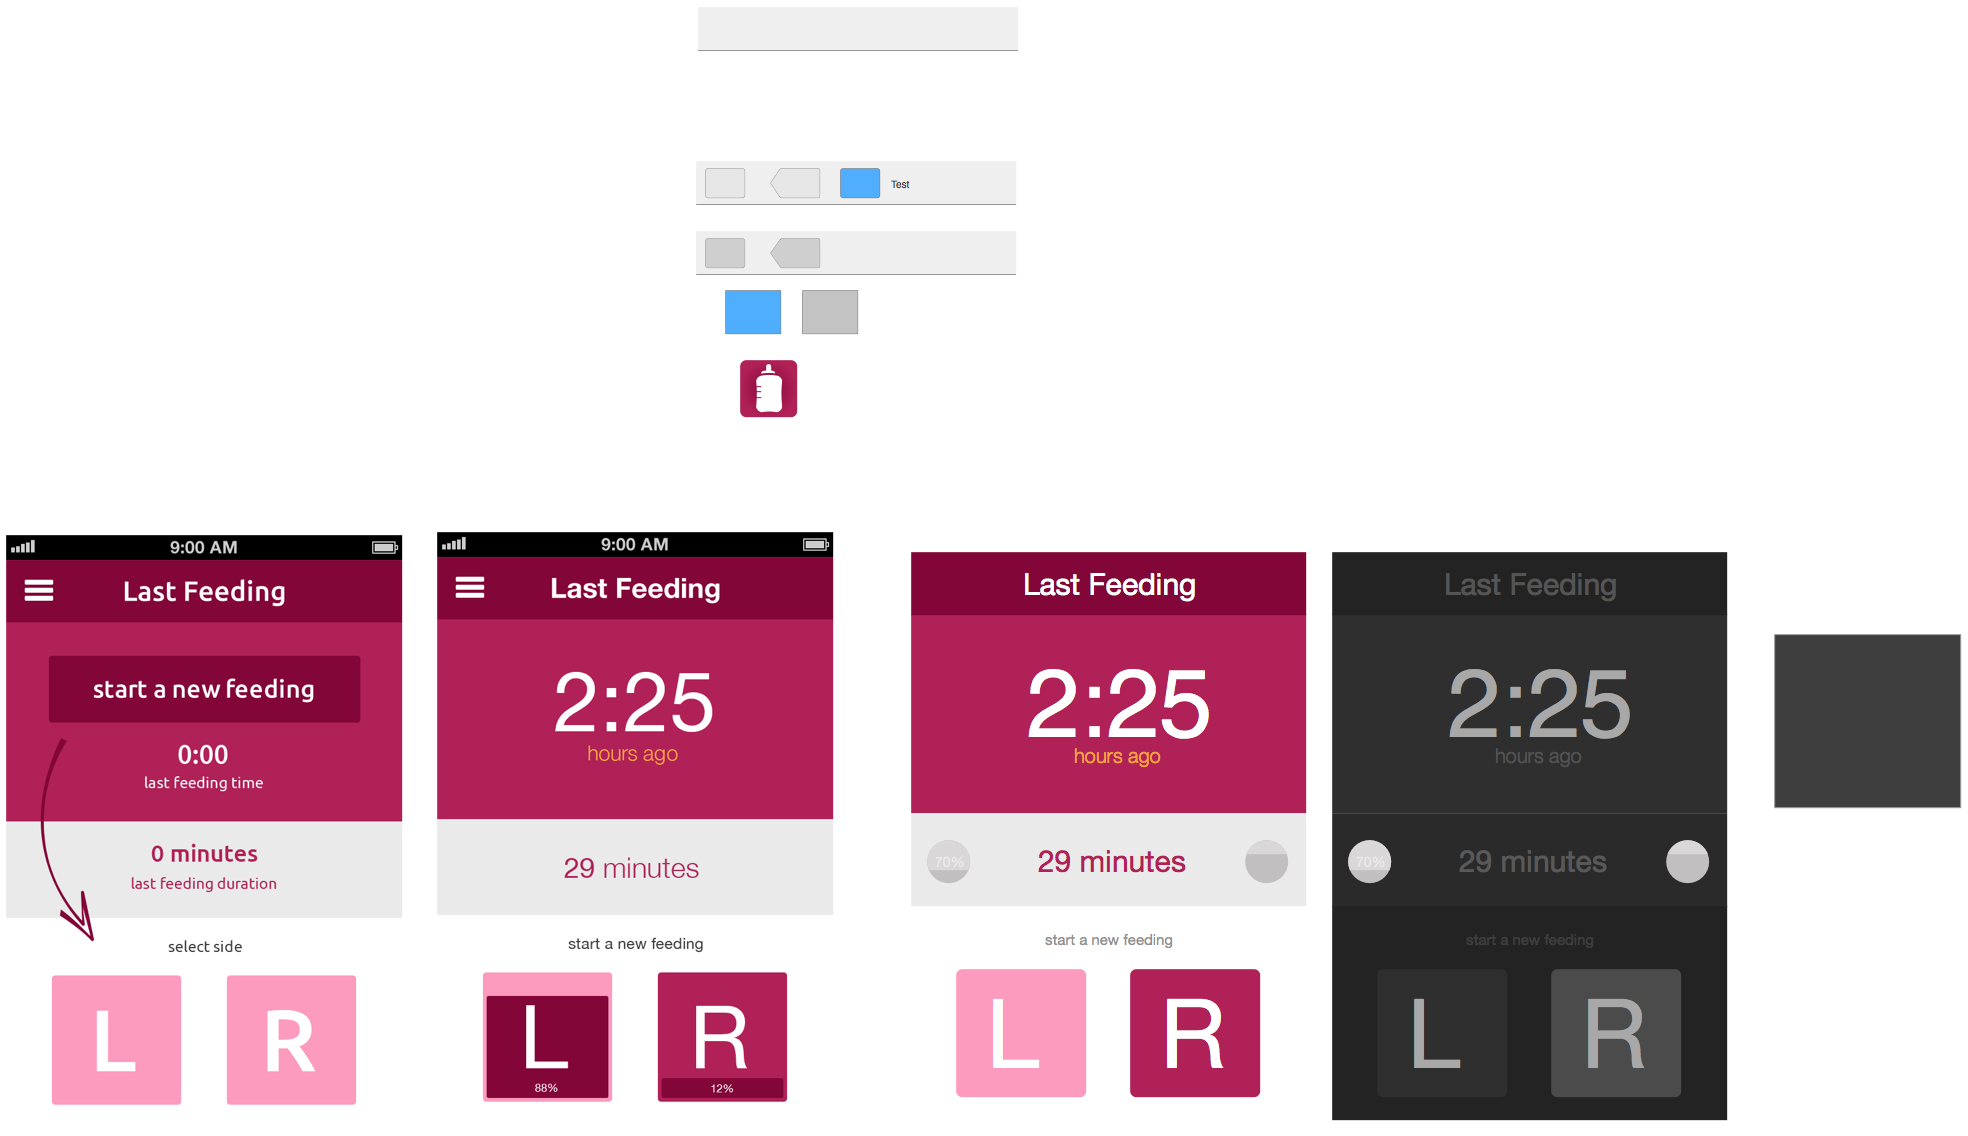 Test
9:00 AM
Last Feeding
start a new feeding
0:00
last feeding time
0 minutes
last feeding duration
select side
L R
9:00 AM
Last Feeding
2:25
hours ago
29 minutes
start a new feeding
L R
88% 12%
Last Feeding
2:25
hours ago
70% 29 minutes
start a new feeding
L R
Last Feeding
2:25
hours ago
70% 29 minutes
start a new feeding
L R